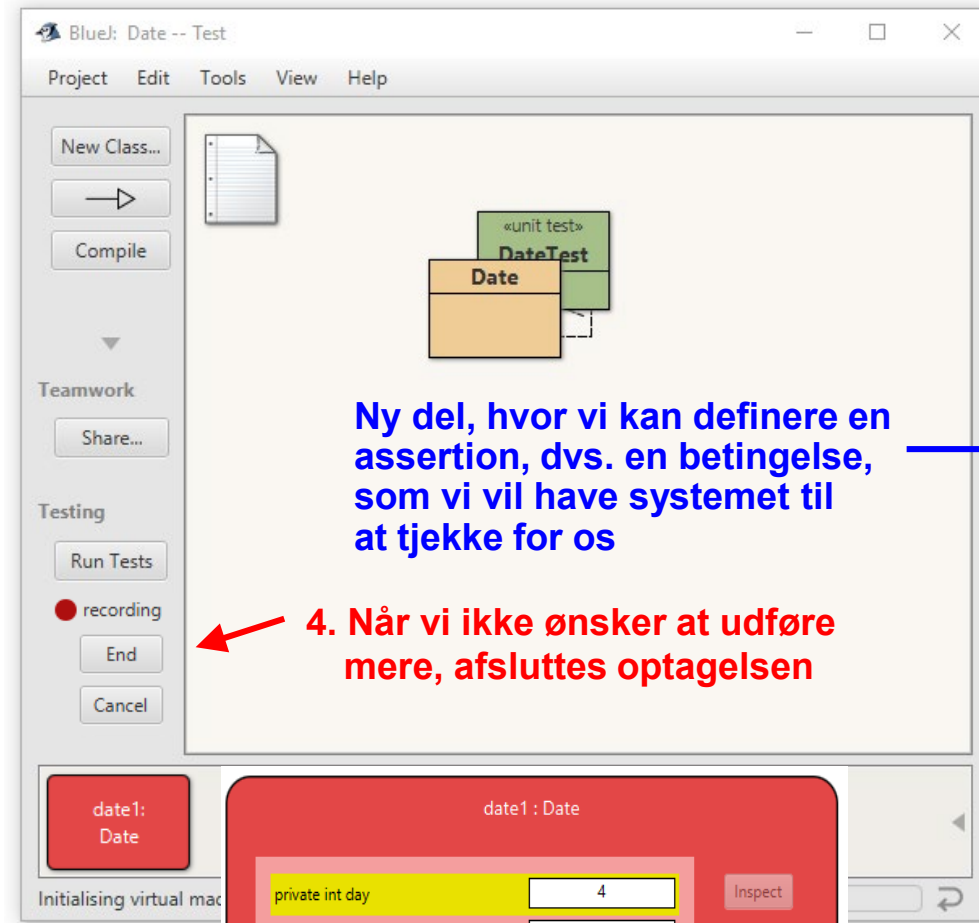 BlueJ: Date -- Test
Project Edit Tools View Help
New Class...
Compile
«unit test»
DateTest
Date
Teamwork
Share...
Ny del, hvor vi kan definere en
assertion, dvs. en betingelse,
som vi vil have systemet til
at tjekke for os
Testing
Run Tests
recording
End
Cancel
4. Når vi ikke ønsker at udføre
mere, afsluttes optagelsen
date1:
Date
date1 : Date
private int day 4 Inspect
Initialising virtual mac